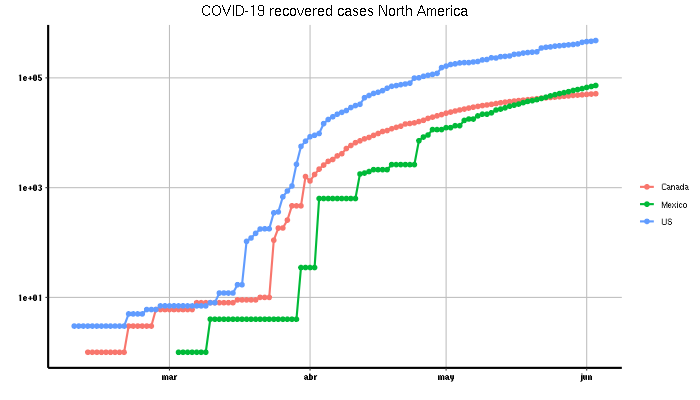 COVID-19 recovered cases North America
1e+05
1e+03
1e+01
mar
abr
may
jun
Canada
Mexico
US